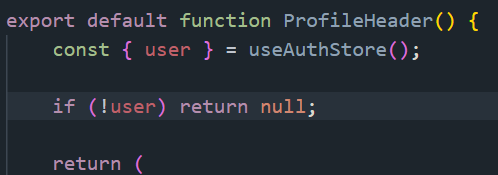 export default function ProfileHeader() {
const { user } = useAuthStore();
if (!user) return null;
return (